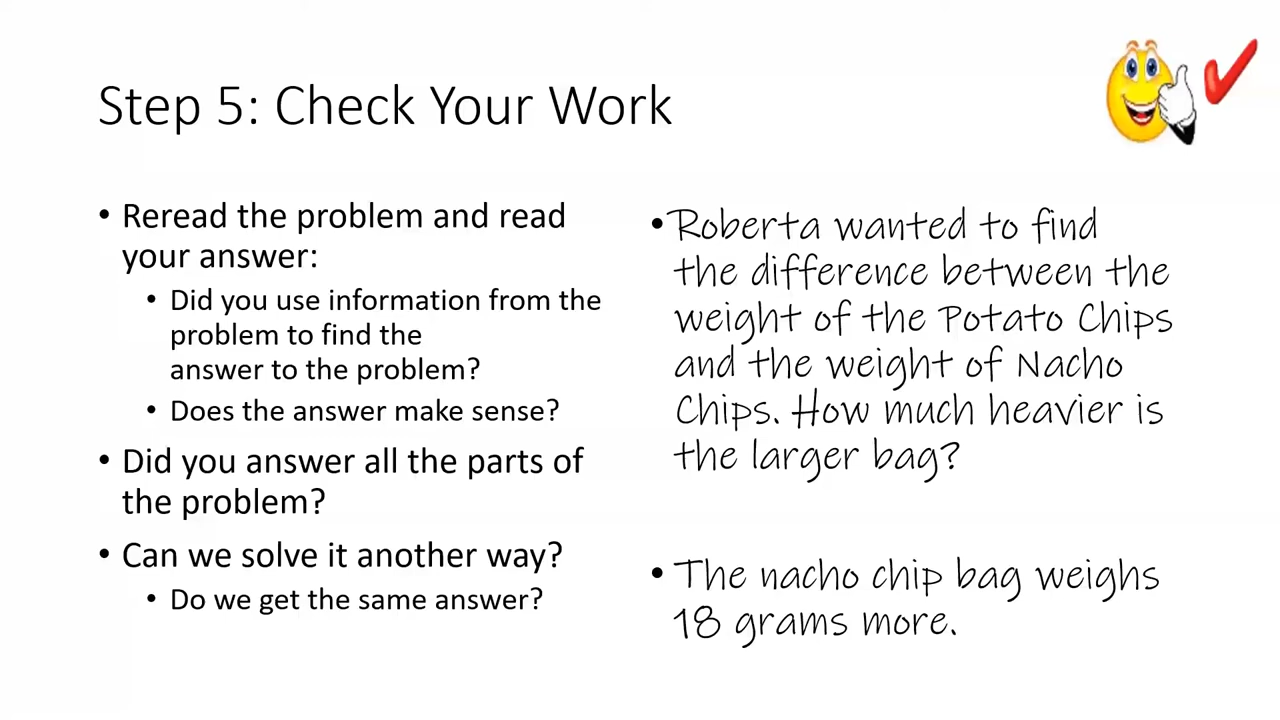 Step 5: Check Your Work
• Reread the problem and read
your answer:
• Did you use information from the
problem to find the
answer to the problem?
• Does the answer make sense?
• Did you answer all the parts of
the problem?
• Can we solve it another way?
• Do we get the same answer?
• Roberta wanted to find
the difference between the
weight of the Potato Chips
and the weight of Nacho
Chips. How much heavier is
the larger bag?
• The nacho chip bag weighs
18 grams more.